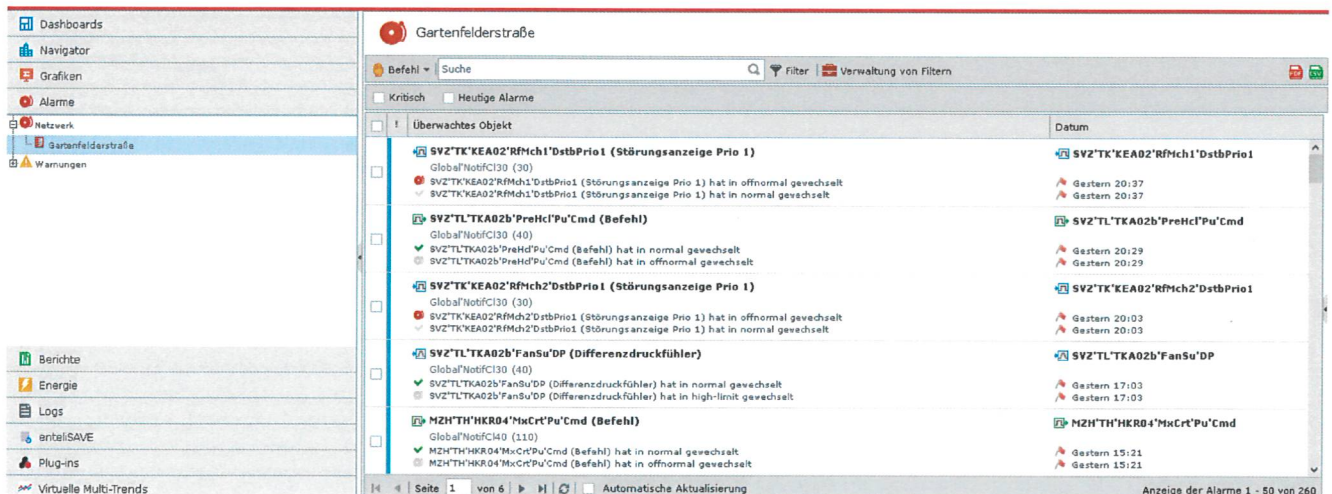 Dashboards
Navigator
Grafiken
Alarme
Netzwerk
Gartenfelderstraße
Warnungen
Berichte
Energie
Logs
enteliSAVE
Plug-ins
Virtuelle Multi-Trends
Gartenfelderstraße
Befehl Suche Filter Verwaltung von Filtern PDF CSV
Kritisch Heutige Alarme
! Überwachtes Objekt Datum
SVZ'TK'KEA02'RfMch1'DstbPrio1 (Störungsanzeige Prio 1) SVZ'TK'KEA02'RfMch1'DstbPrio1
Global'NotifCl30 (30)
SVZ'TK'KEA02'RfMch1'DstbPrio1 (Störungsanzeige Prio 1) hat in offnormal gewechselt Gestern 20:37
SVZ'TK'KEA02'RfMch1'DstbPrio1 (Störungsanzeige Prio 1) hat in normal gewechselt Gestern 20:37
SVZ'TL'TKA02b'PreHcl'Pu'Cmd (Befehl) SVZ'TL'TKA02b'PreHcl'Pu'Cmd
Global'NotifCl30 (40)
SVZ'TL'TKA02b'PreHcl'Pu'Cmd (Befehl) hat in normal gewechselt Gestern 20:29
SVZ'TL'TKA02b'PreHcl'Pu'Cmd (Befehl) hat in offnormal gewechselt Gestern 20:29
SVZ'TK'KEA02'RfMch2'DstbPrio1 (Störungsanzeige Prio 1) SVZ'TK'KEA02'RfMch2'DstbPrio1
Global'NotifCl30 (30)
SVZ'TK'KEA02'RfMch2'DstbPrio1 (Störungsanzeige Prio 1) hat in offnormal gewechselt Gestern 20:03
SVZ'TK'KEA02'RfMch2'DstbPrio1 (Störungsanzeige Prio 1) hat in normal gewechselt Gestern 20:03
SVZ'TL'TKA02b'FanSu'DP (Differenzdruckfühler) SVZ'TL'TKA02b'FanSu'DP
Global'NotifCl30 (40)
SVZ'TL'TKA02b'FanSu'DP (Differenzdruckfühler) hat in normal gewechselt Gestern 17:03
SVZ'TL'TKA02b'FanSu'DP (Differenzdruckfühler) hat in high-limit gewechselt Gestern 17:03
MZH'TH'HKR04'MxCrt'Pu'Cmd (Befehl) MZH'TH'HKR04'MxCrt'Pu'Cmd
Global'NotifCl40 (110)
MZH'TH'HKR04'MxCrt'Pu'Cmd (Befehl) hat in normal gewechselt Gestern 15:21
MZH'TH'HKR04'MxCrt'Pu'Cmd (Befehl) hat in offnormal gewechselt Gestern 15:21
Seite 1 von 6 Automatische Aktualisierung Anzeige der Alarme 1 - 50 von 260